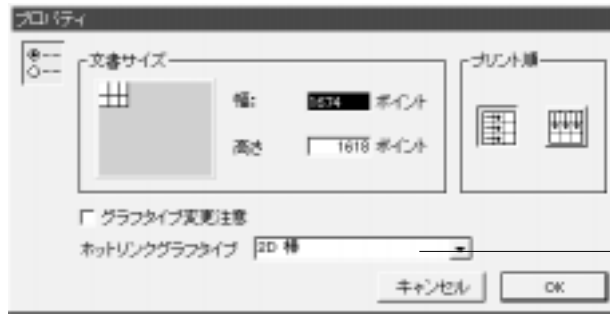 プロパティ
文書サイズ
プリント順
幅: 1674 ポイント
高さ 1618 ポイント
グラフタイプ変更注意
ホットリンクグラフタイプ 2D 棒
キャンセル OK